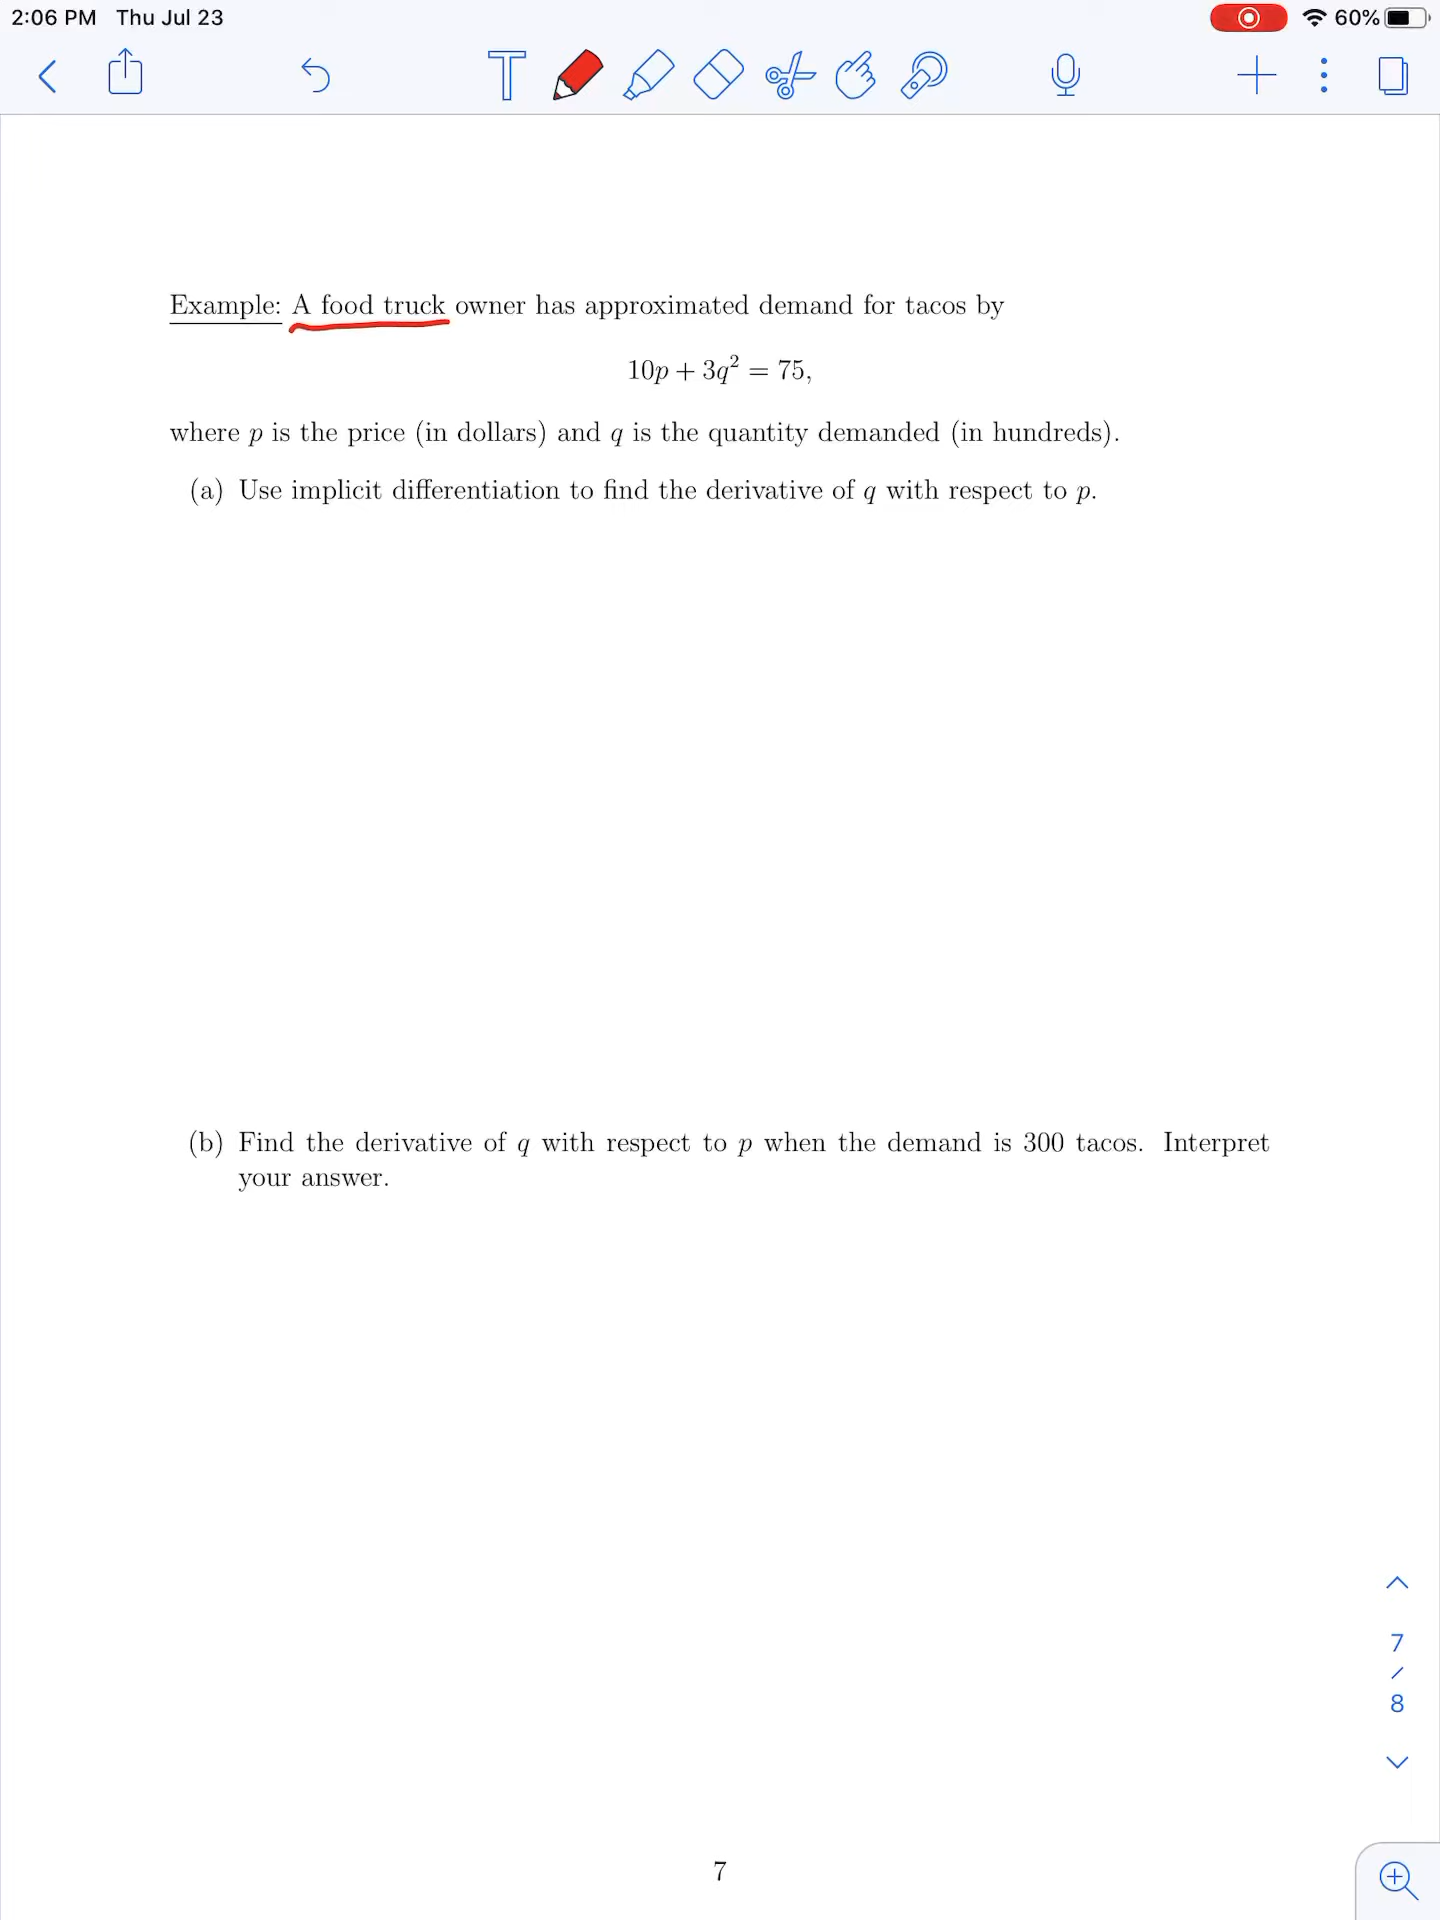 2:06 PM Thu Jul 23
60%
T
Example: A food truck owner has approximated demand for tacos by
10p + 3q² = 75,
where p is the price (in dollars) and q is the quantity demanded (in hundreds).
(a) Use implicit differentiation to find the derivative of q with respect to p.
(b) Find the derivative of q with respect to p when the demand is 300 tacos. Interpret
your answer.
7
/
8
7